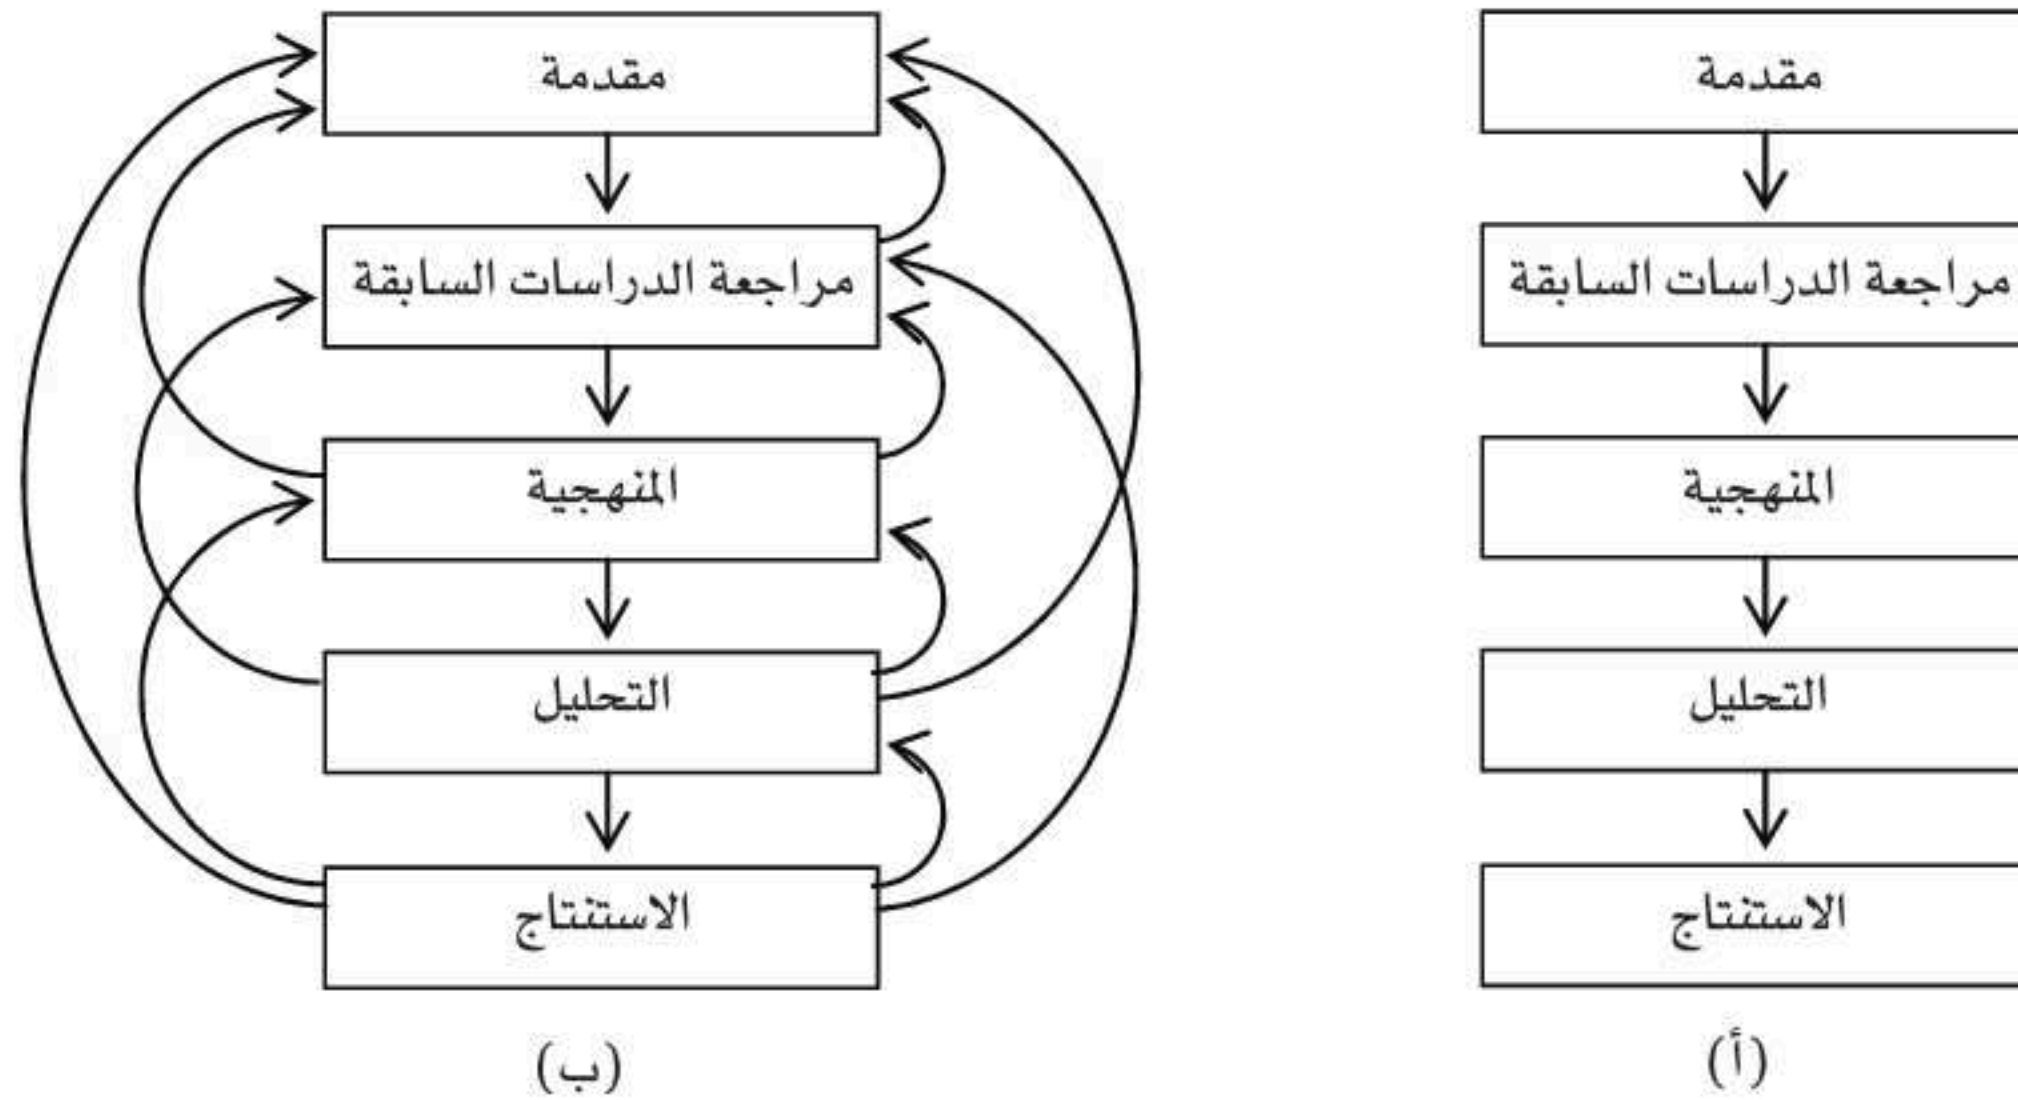 مقدمة
مراجعة الدراسات السابقة
المنهجية
التحليل
الاستنتاج
(أ)
مقدمة
مراجعة الدراسات السابقة
المنهجية
التحليل
الاستنتاج
(ب)